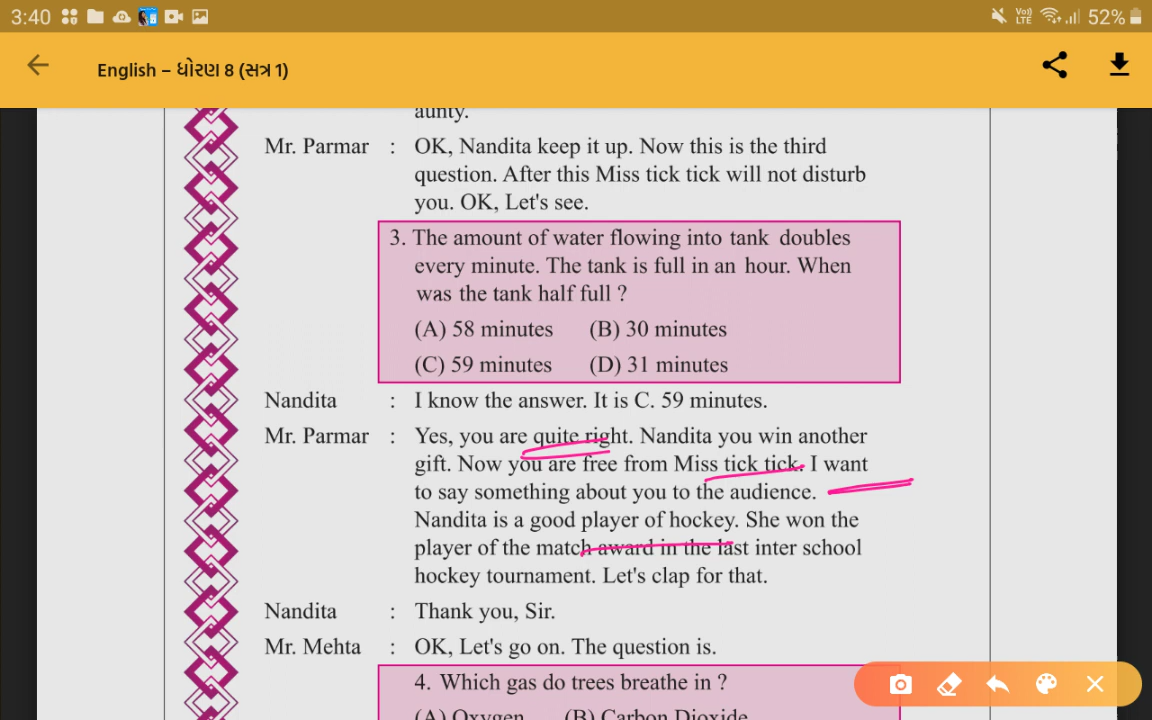 3:40
Vo))
LTE
52%
English – ધોરણ 8 (સત્ર 1)
aunty.
Mr. Parmar : OK, Nandita keep it up. Now this is the third
question. After this Miss tick tick will not disturb
you. OK, Let's see.
3. The amount of water flowing into tank doubles
every minute. The tank is full in an hour. When
was the tank half full ?
(A) 58 minutes (B) 30 minutes
(C) 59 minutes (D) 31 minutes
Nandita : I know the answer. It is C. 59 minutes.
Mr. Parmar : Yes, you are quite right. Nandita you win another
gift. Now you are free from Miss tick tick. I want
to say something about you to the audience.
Nandita is a good player of hockey. She won the
player of the match award in the last inter school
hockey tournament. Let's clap for that.
Nandita : Thank you, Sir.
Mr. Mehta : OK, Let's go on. The question is.
4. Which gas do trees breathe in ?
(A) Oxygen (B) Carbon Dioxide